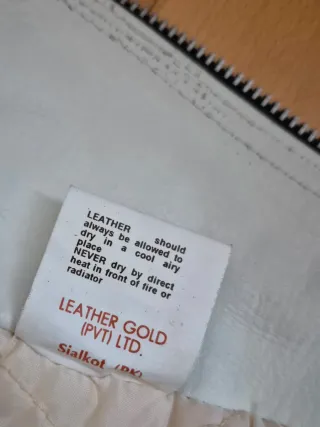 LEATHER should
always be allowed to
dry in a cool airy
place
NEVER dry by direct
heat in front of fire or
radiator
LEATHER GOLD
(PVT) LTD.
Sialkot (PK)